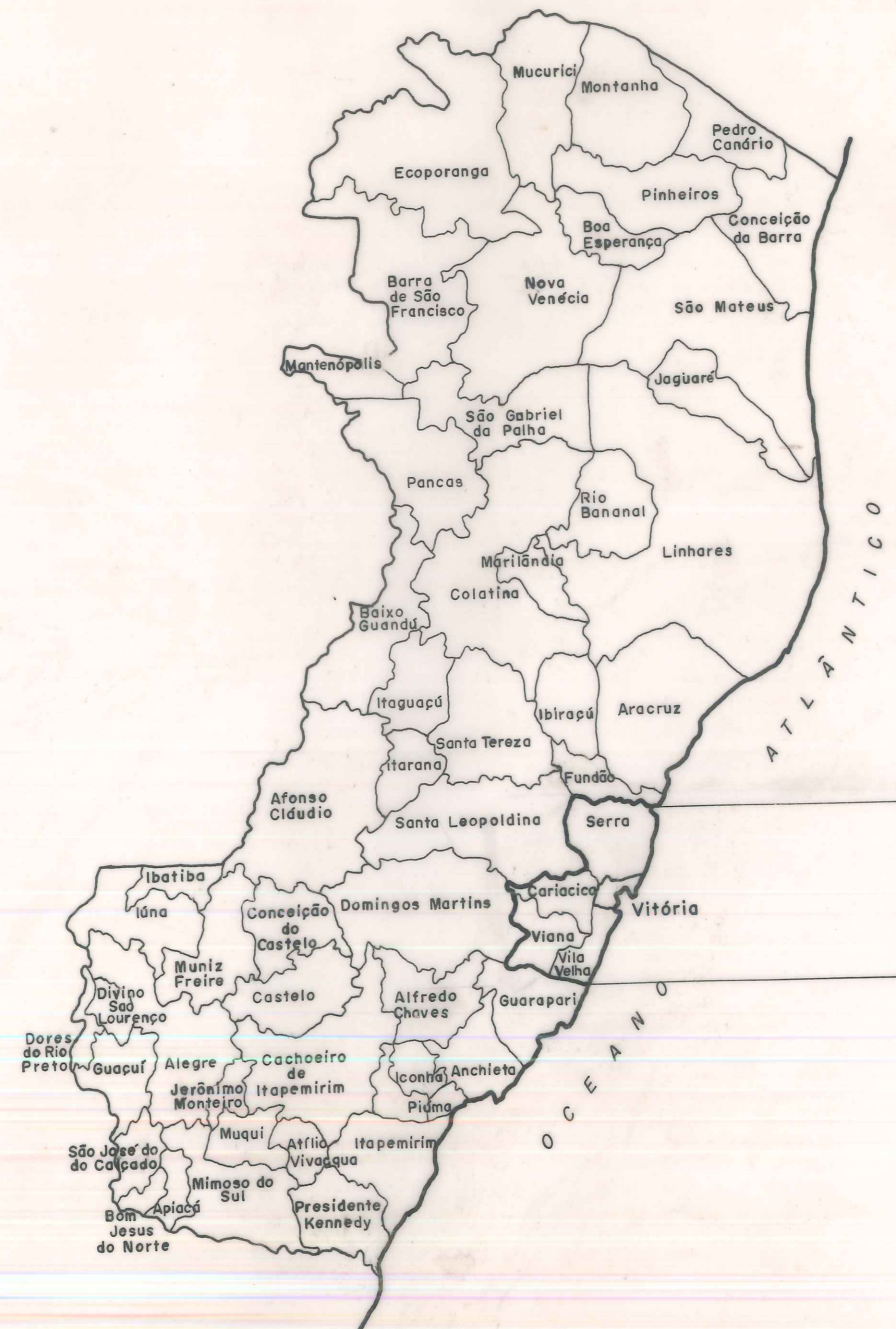 Mucurici
Montanha
Pedro
Canário
Ecoporanga
Pinheiros
Conceição
da Barra
Boa
Esperança
Barra
de São
Francisco
Nova
Venécia
São Mateus
Mantenópolis
Jaguaré
São Gabriel
da Palha
Pancas
Rio
Bananal
Linhares
Marilândia
Colatina
Baixo
Guandú
ATLÂNTICO
Itaguaçú
Ibiraçú
Aracruz
Santa Tereza
Itarana
Fundão
Afonso
Cláudio
Santa Leopoldina
Serra
Ibatiba
Iúna
Conceição
do
Castelo
Domingos Martins
Cariacica
Vitória
Viana
Vila
Velha
Muniz
Freire
Castelo
Alfredo
Chaves
Guarapari
Divino
Sao
Lourenço
OCEANO
Dores
do Rio
Preto
Guaçuí
Alegre
Cachoeiro
de
Itapemirim
Iconha
Anchieta
Jerônimo
Monteiro
Piúma
Muqui
Atílio
Vivacqua
Itapemirim
São José do
do Calçado
Mimoso do
Sul
Apiacá
Presidente
Kennedy
Bom
Jesus
do Norte